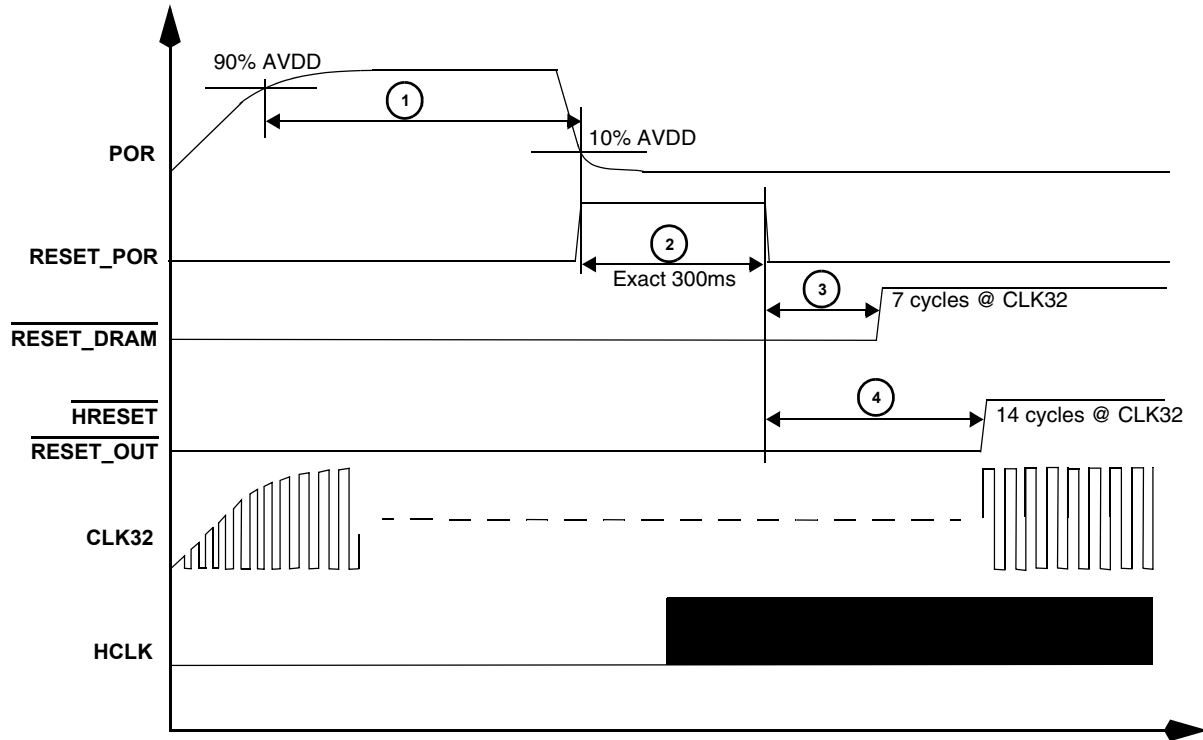 90% AVDD
1
10% AVDD
POR
2
RESET_POR
Exact 300ms
3
7 cycles @ CLK32
RESET_DRAM
4
HRESET
14 cycles @ CLK32
RESET_OUT
CLK32
HCLK